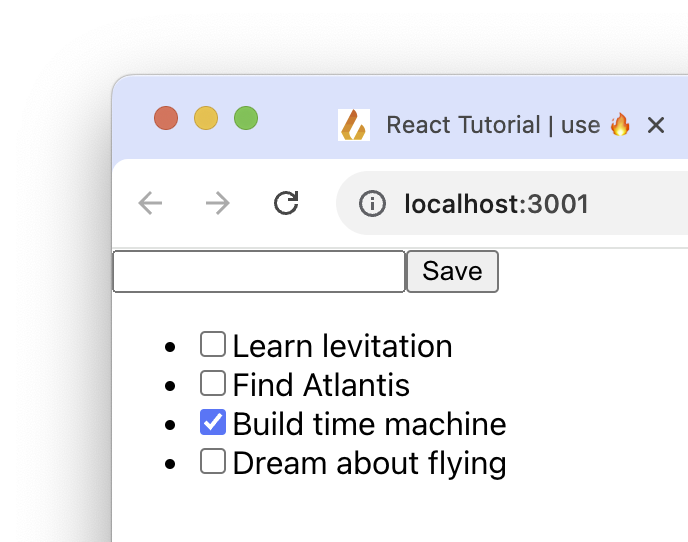 React Tutorial | use 🔥
localhost:3001
Save
Learn levitation
Find Atlantis
Build time machine
Dream about flying